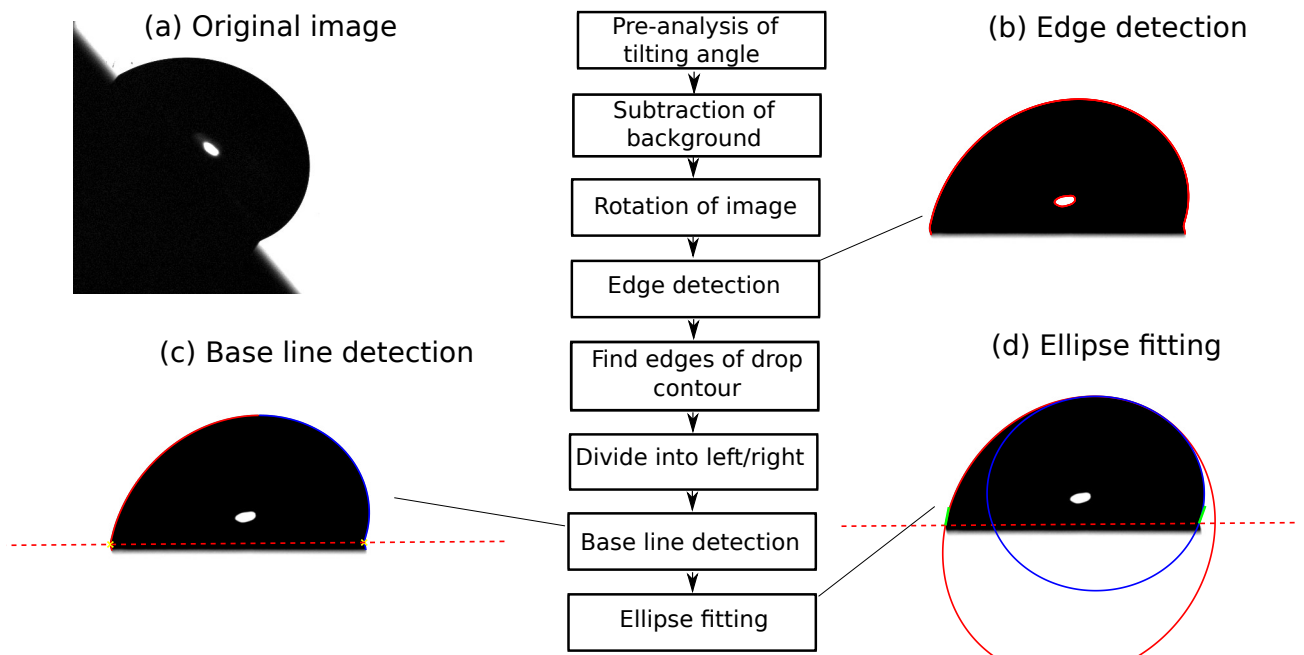 (a) Original image
Pre-analysis of
tilting angle
Subtraction of
background
Rotation of image
Edge detection
Find edges of drop
contour
Divide into left/right
Base line detection
Ellipse fitting
(b) Edge detection
(c) Base line detection
(d) Ellipse fitting